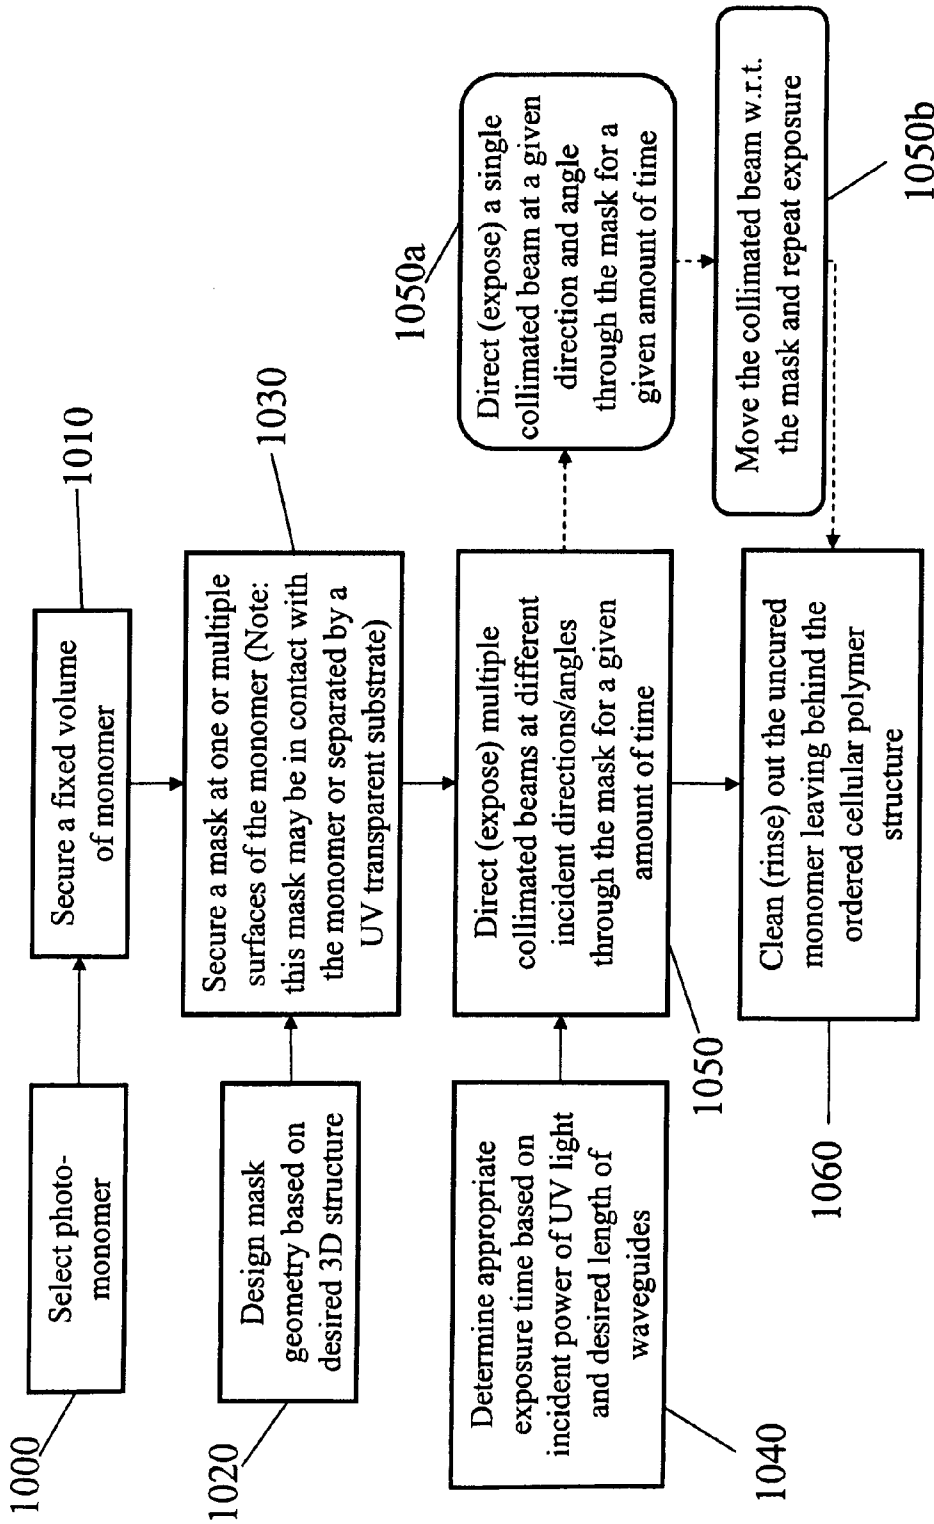 1000
Select photo-
monomer
Secure a fixed volume
of monomer
1010
1020
Design mask
geometry based on
desired 3D structure
Secure a mask at one or multiple
surfaces of the monomer (Note:
this mask may be in contact with
the monomer or separated by a
UV transparent substrate)
1030
1040
Determine appropriate
exposure time based on
incident power of UV light
and desired length of
waveguides
1050
Direct (expose) multiple
collimated beams at different
incident directions/angles
through the mask for a given
amount of time
1050a
Direct (expose) a single
collimated beam at a given
direction and angle
through the mask for a
given amount of time
Move the collimated beam w.r.t.
the mask and repeat exposure
1050b
1060
Clean (rinse) out the uncured
monomer leaving behind the
ordered cellular polymer
structure